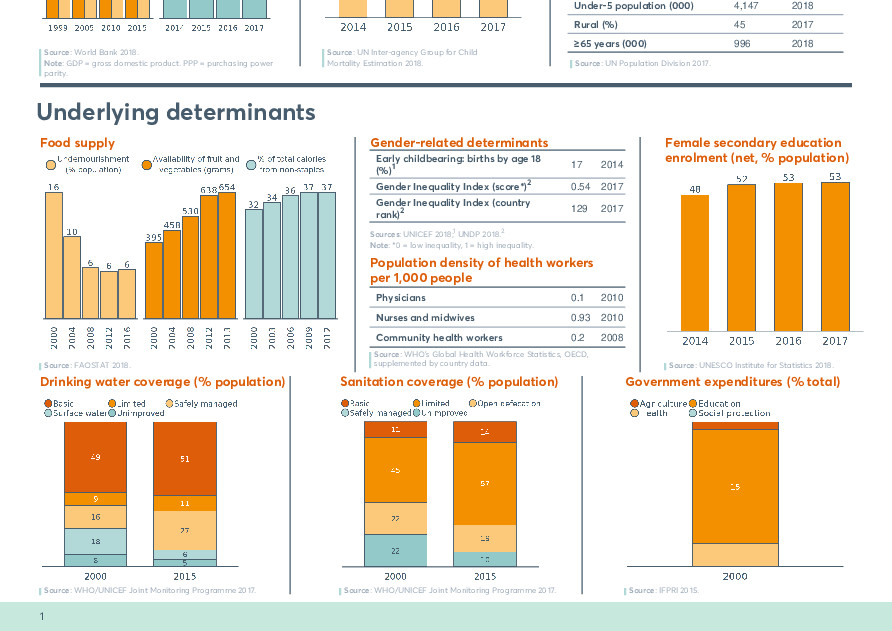 1999 2005 2010 2015
2014 2015 2016 2017
Source: World Bank 2018.
Note: GDP = gross domestic product. PPP = purchasing power
parity.
2014 2015 2016 2017
Source: UN Inter-agency Group for Child
Mortality Estimation 2018.
Under-5 population (000) 4,147 2018
Rural (%) 45 2017
≥65 years (000) 996 2018
Source: UN Population Division 2017.
Underlying determinants
Food supply
Undernourishment
(% population)
Availability of fruit and
vegetables (grams)
% of total calories
from non-staples
16 10 6 6 6
395 458 530 638 654
32 34 36 37 37
2000 2004 2008 2012 2016
2000 2004 2008 2012 2013
2000 2003 2006 2009 2012
Source: FAOSTAT 2018.
Gender-related determinants
Early childbearing: births by age 18
(%)1 17 2014
Gender Inequality Index (score*)2 0.54 2017
Gender Inequality Index (country
rank)2 129 2017
Sources: UNICEF 2018,1 UNDP 2018.2
Note: *0 = low inequality, 1 = high inequality.
Population density of health workers
per 1,000 people
Physicians 0.1 2010
Nurses and midwives 0.93 2010
Community health workers 0.2 2008
Source: WHO's Global Health Workforce Statistics, OECD,
supplemented by country data.
Female secondary education
enrolment (net, % population)
48 52 53 53
2014 2015 2016 2017
Source: UNESCO Institute for Statistics 2018.
Drinking water coverage (% population)
Basic Limited Safely managed
Surface water Unimproved
49 51
9 11
16 27
18 6
8 5
2000 2015
Source: WHO/UNICEF Joint Monitoring Programme 2017.
Sanitation coverage (% population)
Basic Limited Open defecation
Safely managed Unimproved
11 14
45 57
22 19
22 10
2000 2015
Source: WHO/UNICEF Joint Monitoring Programme 2017.
Government expenditures (% total)
Agriculture Education
Health Social protection
15
2000
Source: IFPRI 2015.
1